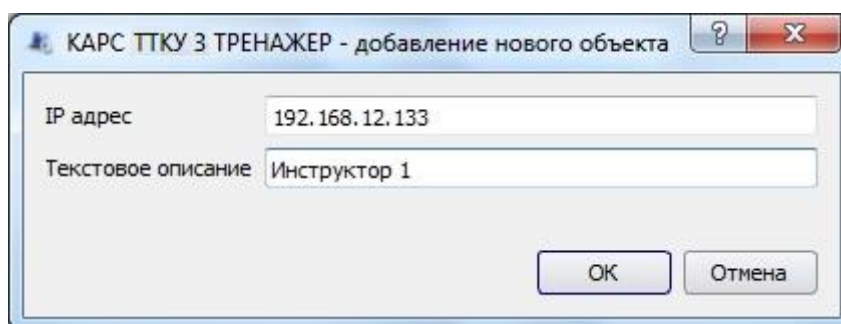 КАРС ТТКУ 3 ТРЕНАЖЕР - добавление нового объекта
IP адрес 192.168.12.133
Текстовое описание Инструктор 1
OK Отмена